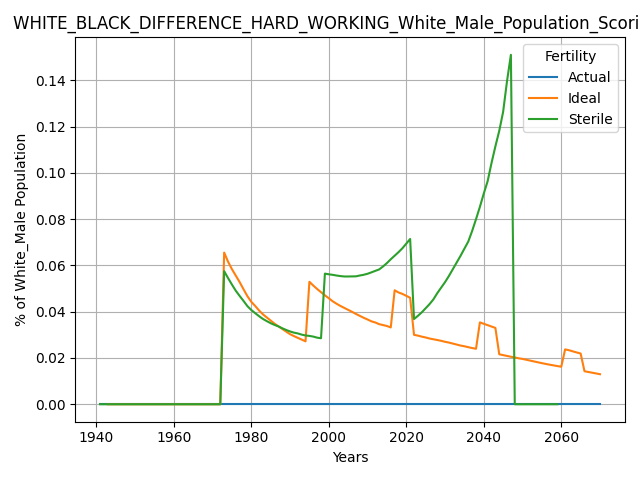 WHITE_BLACK_DIFFERENCE_HARD_WORKING_White_Male_Population_Scori
Fertility
Actual
Ideal
Sterile
% of White_Male Population
0.14
0.12
0.10
0.08
0.06
0.04
0.02
0.00
1940 1960 1980 2000 2020 2040 2060
Years